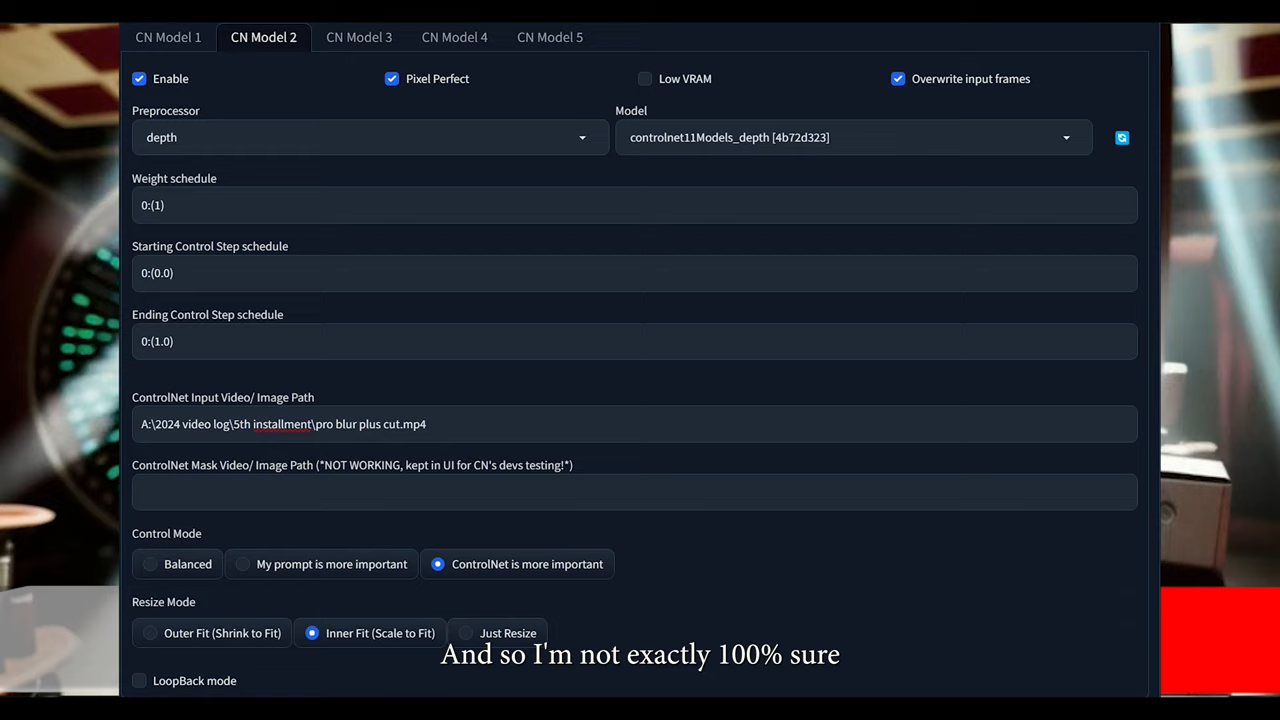 CN Model 1 CN Model 2 CN Model 3 CN Model 4 CN Model 5
Enable Pixel Perfect Low VRAM Overwrite input frames
Preprocessor Model
depth controlnet11Models_depth [4b72d323]
Weight schedule
0:(1)
Starting Control Step schedule
0:(0.0)
Ending Control Step schedule
0:(1.0)
ControlNet Input Video/ Image Path
A:\2024 video log\5th installment\pro blur plus cut.mp4
ControlNet Mask Video/ Image Path (*NOT WORKING, kept in UI for CN's devs testing!*)
Control Mode
Balanced My prompt is more important ControlNet is more important
Resize Mode
Outer Fit (Shrink to Fit) Inner Fit (Scale to Fit) Just Resize
And so I'm not exactly 100% sure
LoopBack mode